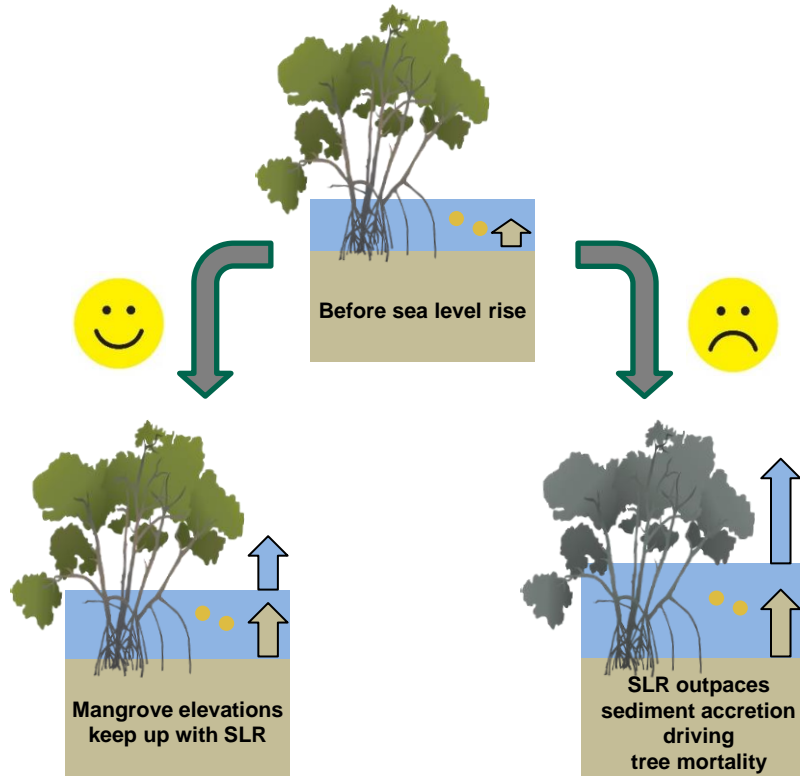 Before sea level rise
Mangrove elevations
keep up with SLR
SLR outpaces
sediment accretion
driving
tree mortality